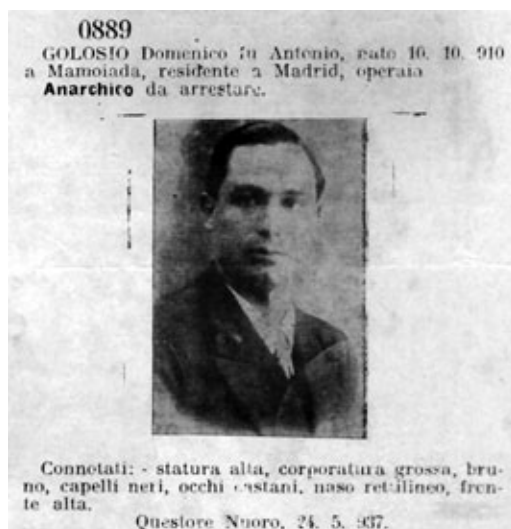 0889
GOLOSIO Domenico fu Antonio, nato 10. 10. 910
a Mamoiada, residente a Madrid, operaio
Anarchico da arrestare.
Connotati: - statura alta, corporatura grossa, bru-
no, capelli neri, occhi castani, naso rettilineo, fron-
te alta.
Questore Nuoro, 24. 5. 937.